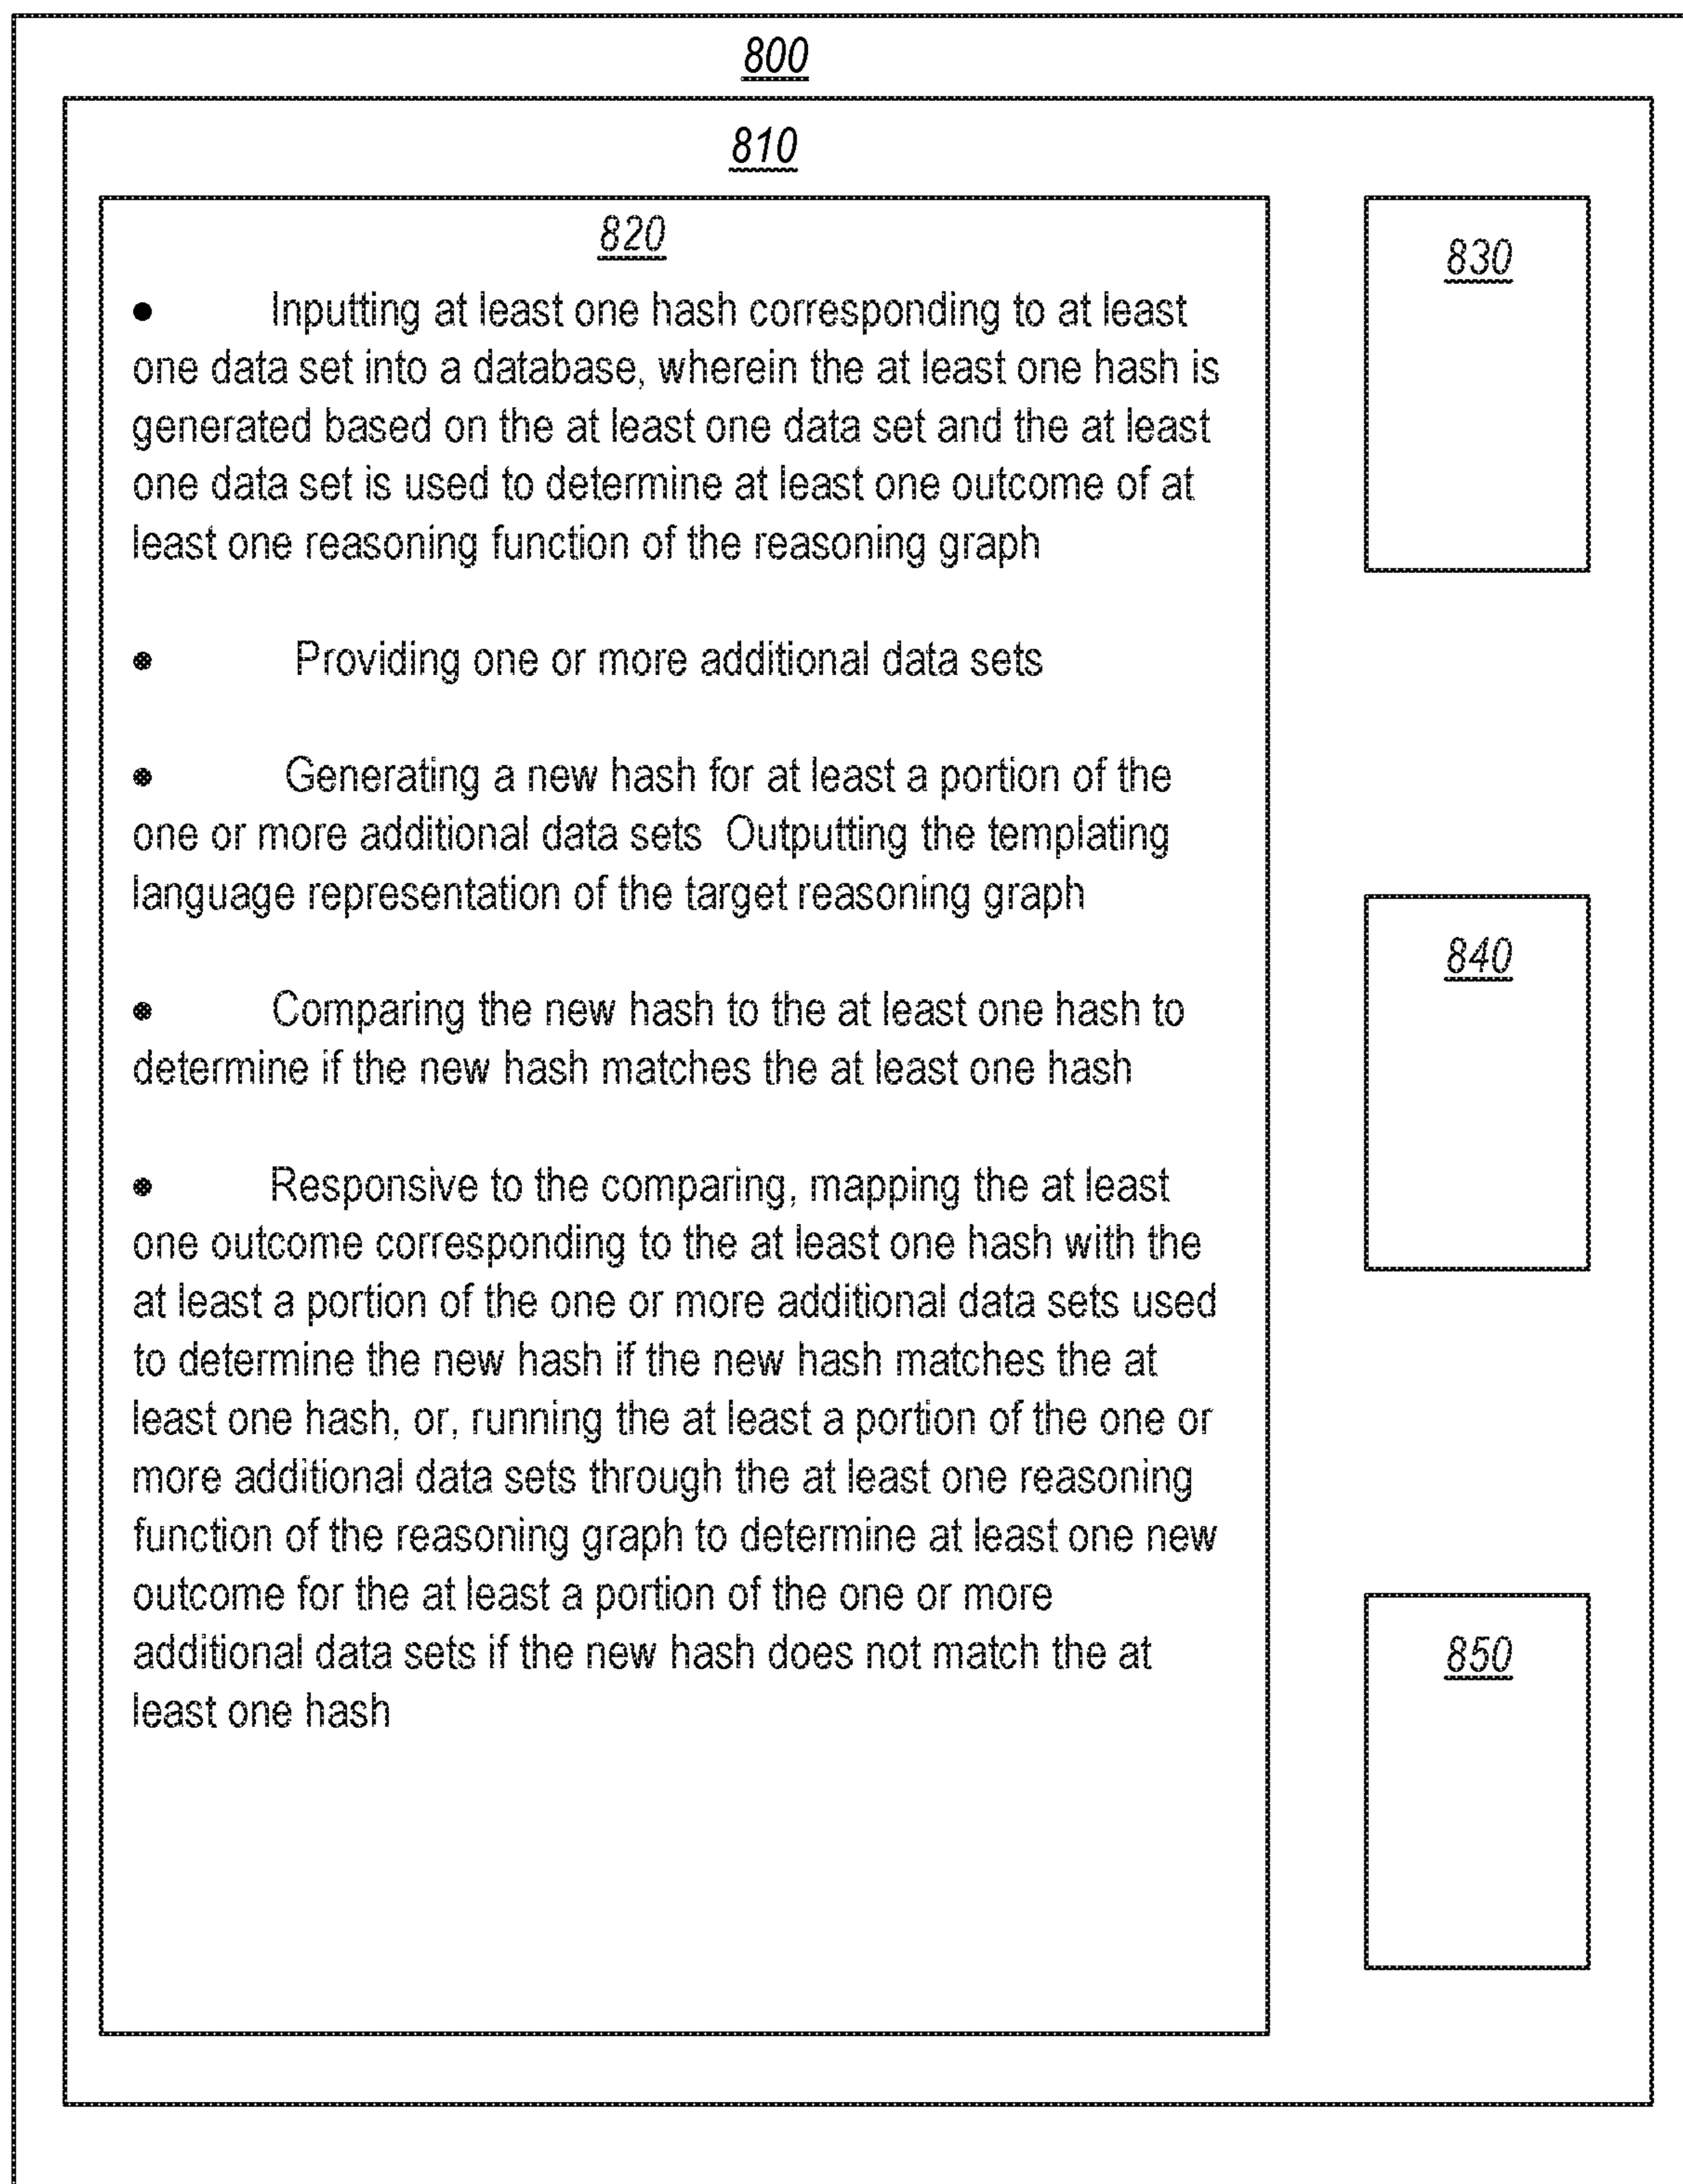 800
810
820
830
• Inputting at least one hash corresponding to at least
one data set into a database, wherein the at least one hash is
generated based on the at least one data set and the at least
one data set is used to determine at least one outcome of at
least one reasoning function of the reasoning graph
• Providing one or more additional data sets
• Generating a new hash for at least a portion of the
one or more additional data sets Outputting the templating
language representation of the target reasoning graph
840
• Comparing the new hash to the at least one hash to
determine if the new hash matches the at least one hash
• Responsive to the comparing, mapping the at least
one outcome corresponding to the at least one hash with the
at least a portion of the one or more additional data sets used
to determine the new hash if the new hash matches the at
least one hash, or, running the at least a portion of the one or
more additional data sets through the at least one reasoning
function of the reasoning graph to determine at least one new
outcome for the at least a portion of the one or more
additional data sets if the new hash does not match the at
least one hash
850